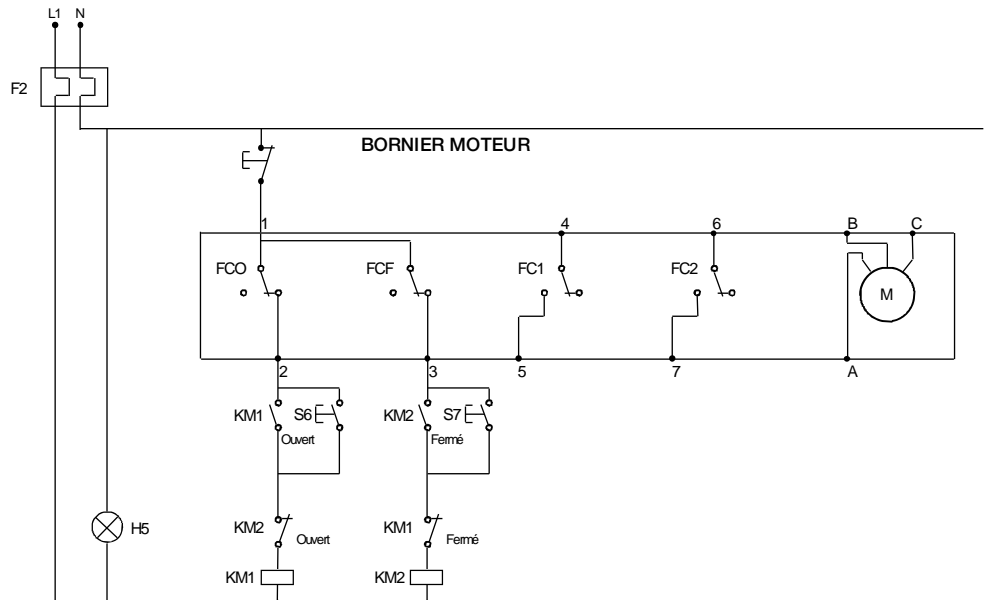 L1 N
F2
BORNIER MOTEUR
1 4 6 B C
FCO FCF FC1 FC2 M
2 3 5 7 A
KM1 S6 KM2 S7
Ouvert Fermé
H5 KM2 Ouvert KM1 Fermé
KM1 KM2